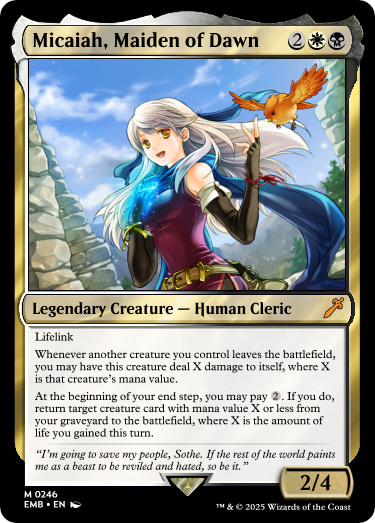 Micaiah, Maiden of Dawn 2
Legendary Creature — Human Cleric
Lifelink
Whenever another creature you control leaves the battlefield,
you may have this creature deal X damage to itself, where X
is that creature's mana value.
At the beginning of your end step, you may pay 2. If you do,
return target creature card with mana value X or less from
your graveyard to the battlefield, where X is the amount of
life you gained this turn.
“I'm going to save my people, Sothe. If the rest of the world paints
me as a beast to be reviled and hated, so be it.”
2/4
M 0246
EMB • EN
™ & © 2025 Wizards of the Coast